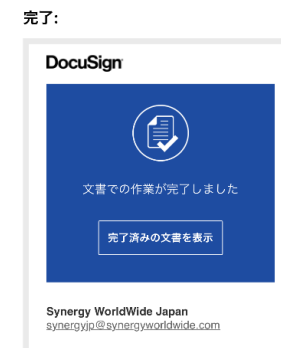 完了:
DocuSign
文書での作業が完了しました
完了済みの文書を表示
Synergy WorldWide Japan
synergyjp@synergyworldwide.com